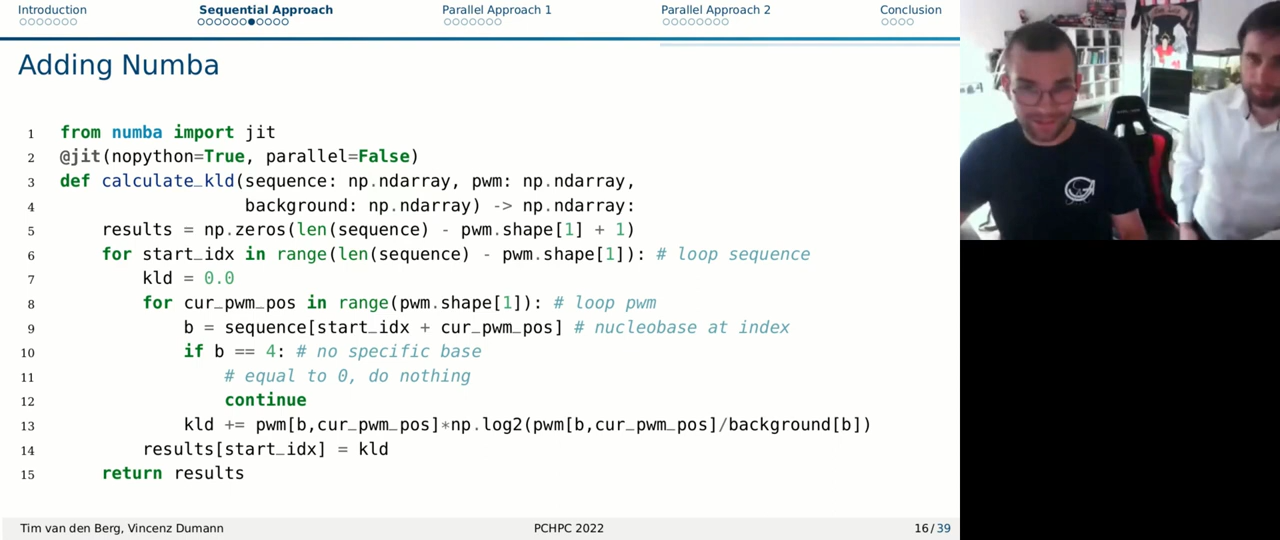 Introduction
Sequential Approach
Parallel Approach 1
Parallel Approach 2
Conclusion
Adding Numba
1 from numba import jit
2 @jit(nopython=True, parallel=False)
3 def calculate_kld(sequence: np.ndarray, pwm: np.ndarray,
4 background: np.ndarray) -> np.ndarray:
5 results = np.zeros(len(sequence) - pwm.shape[1] + 1)
6 for start_idx in range(len(sequence) - pwm.shape[1]): # loop sequence
7 kld = 0.0
8 for cur_pwm_pos in range(pwm.shape[1]): # loop pwm
9 b = sequence[start_idx + cur_pwm_pos] # nucleobase at index
10 if b == 4: # no specific base
11 # equal to 0, do nothing
12 continue
13 kld += pwm[b,cur_pwm_pos]*np.log2(pwm[b,cur_pwm_pos]/background[b])
14 results[start_idx] = kld
15 return results
Tim van den Berg, Vincenz Dumann
PCHPC 2022
16/39